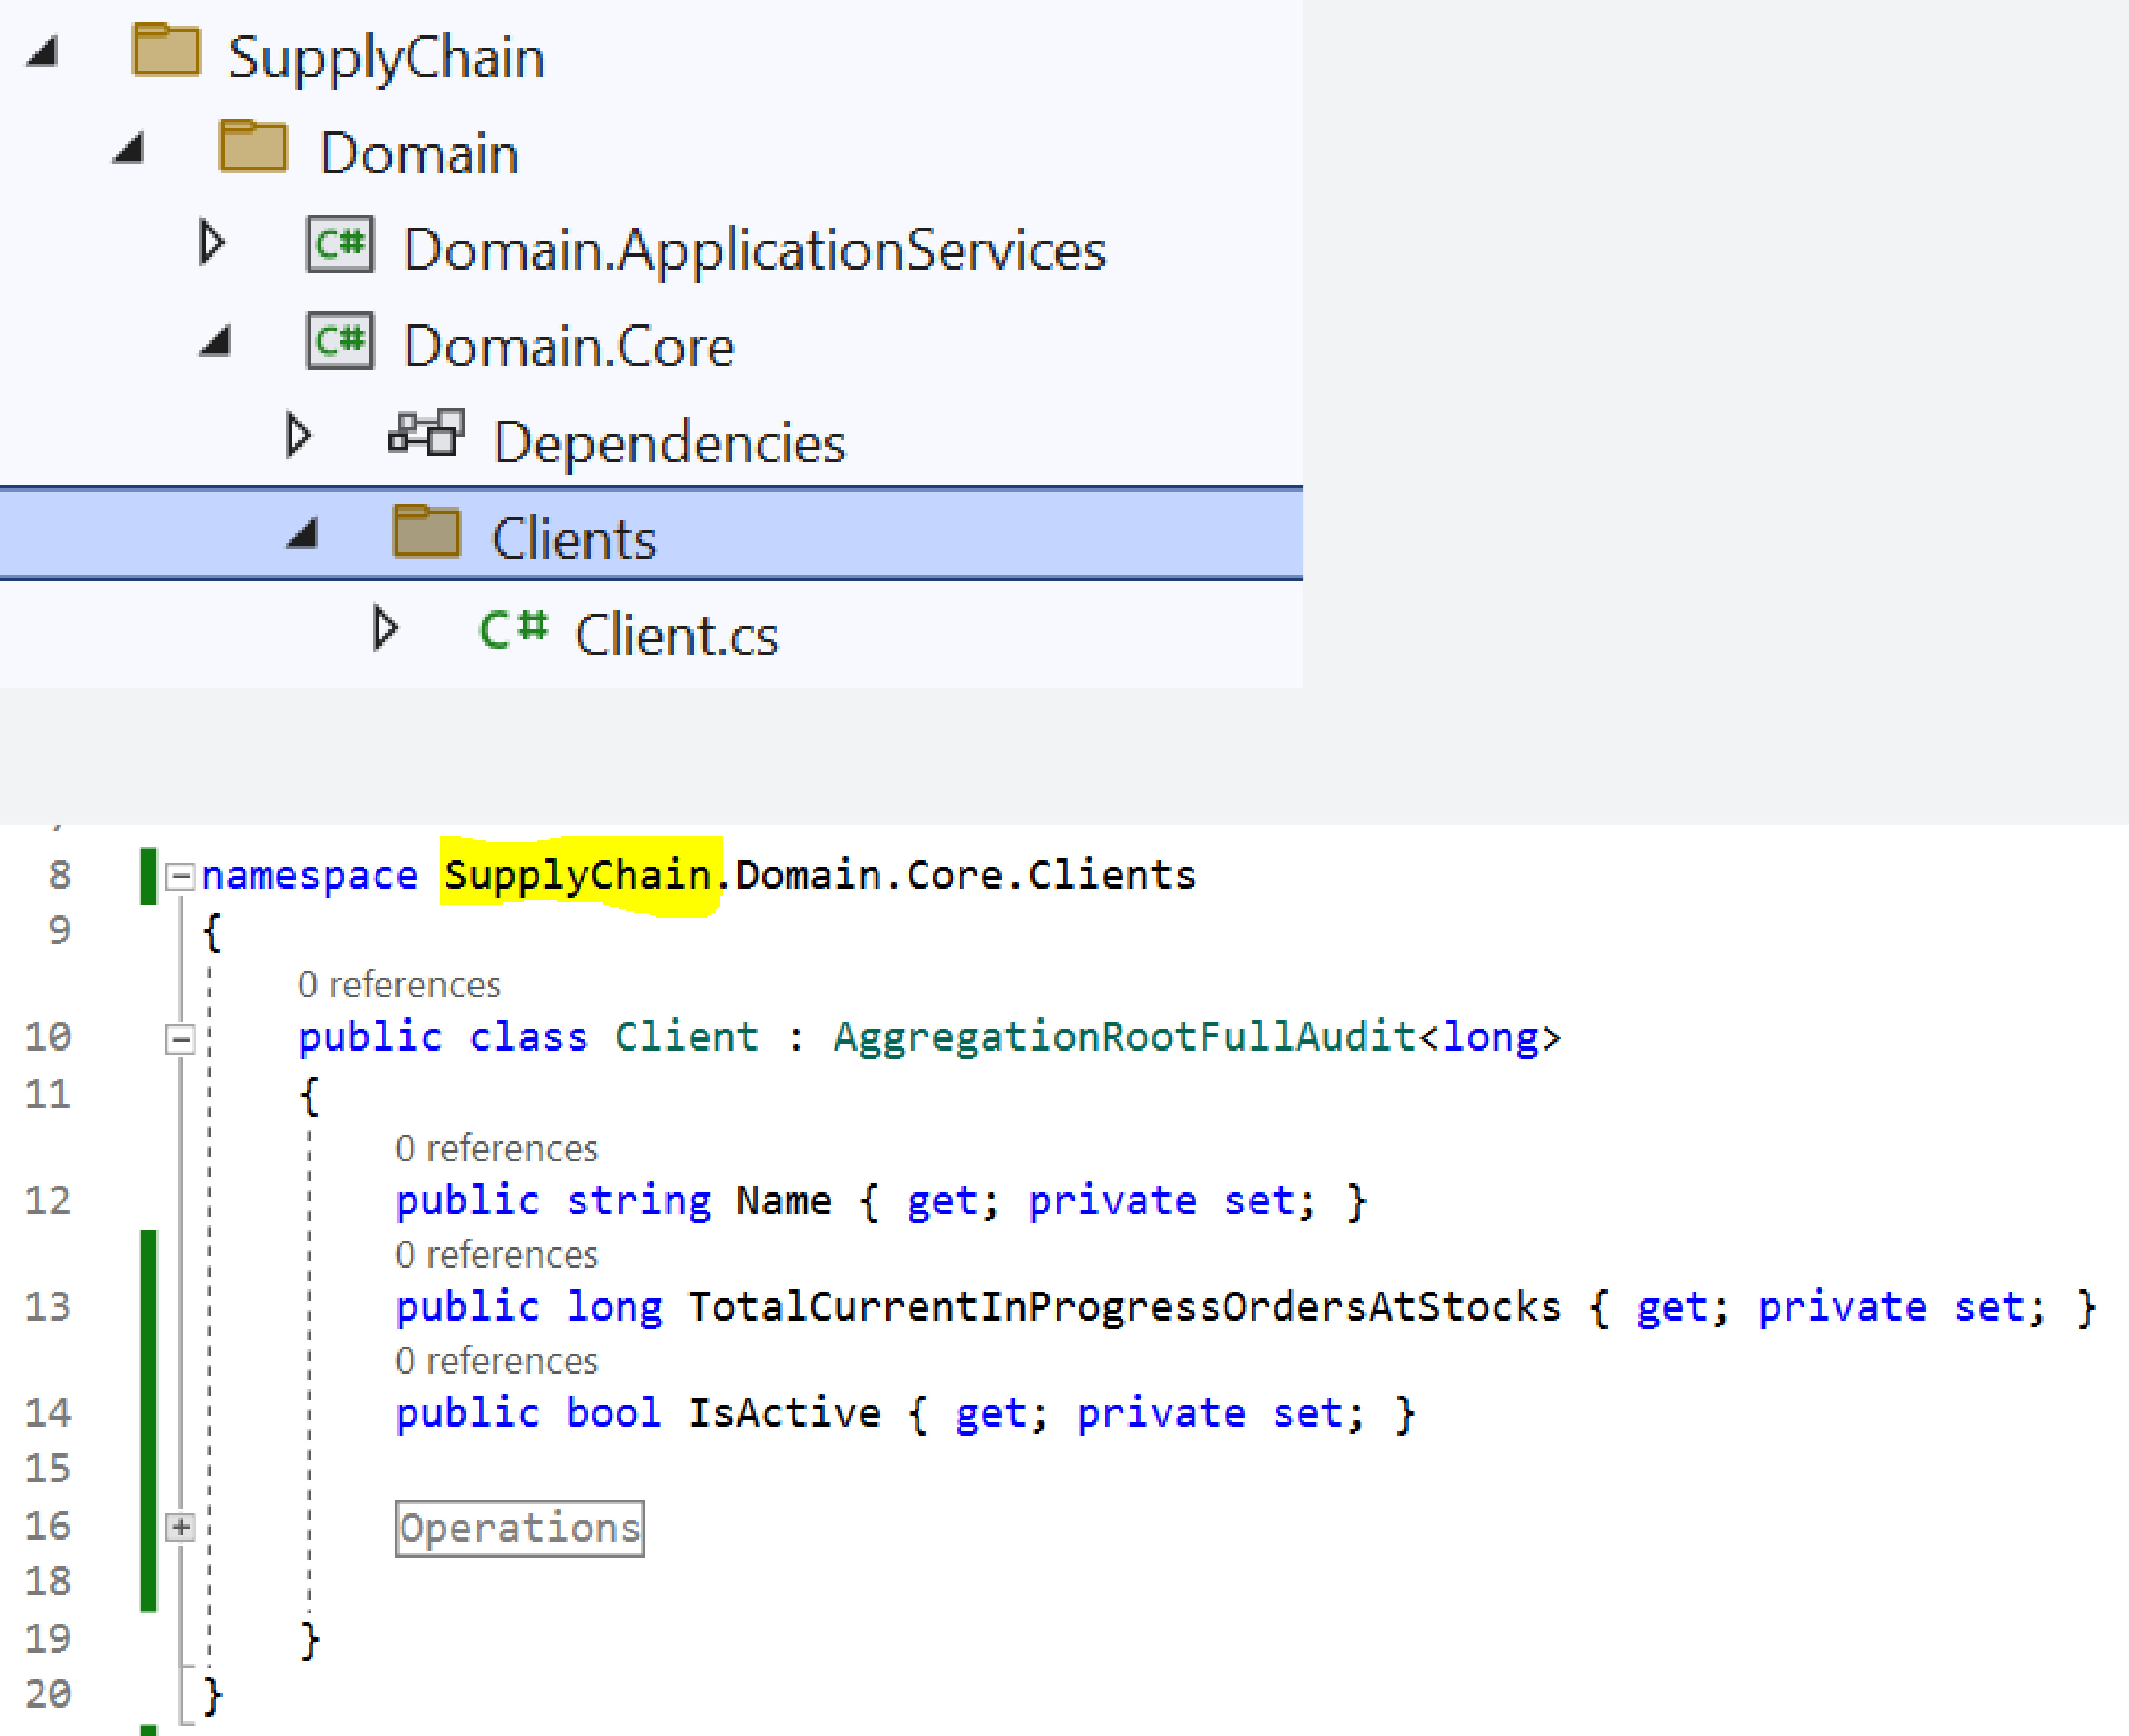 SupplyChain
Domain
C# Domain.ApplicationServices
C# Domain.Core
Dependencies
Clients
C# Client.cs
8 namespace SupplyChain.Domain.Core.Clients
9 {
0 references
10 public class Client : AggregationRootFullAudit<long>
11 {
0 references
12 public string Name { get; private set; }
0 references
13 public long TotalCurrentInProgressOrdersAtStocks { get; private set; }
0 references
14 public bool IsActive { get; private set; }
15
16 Operations
18
19 }
20 }